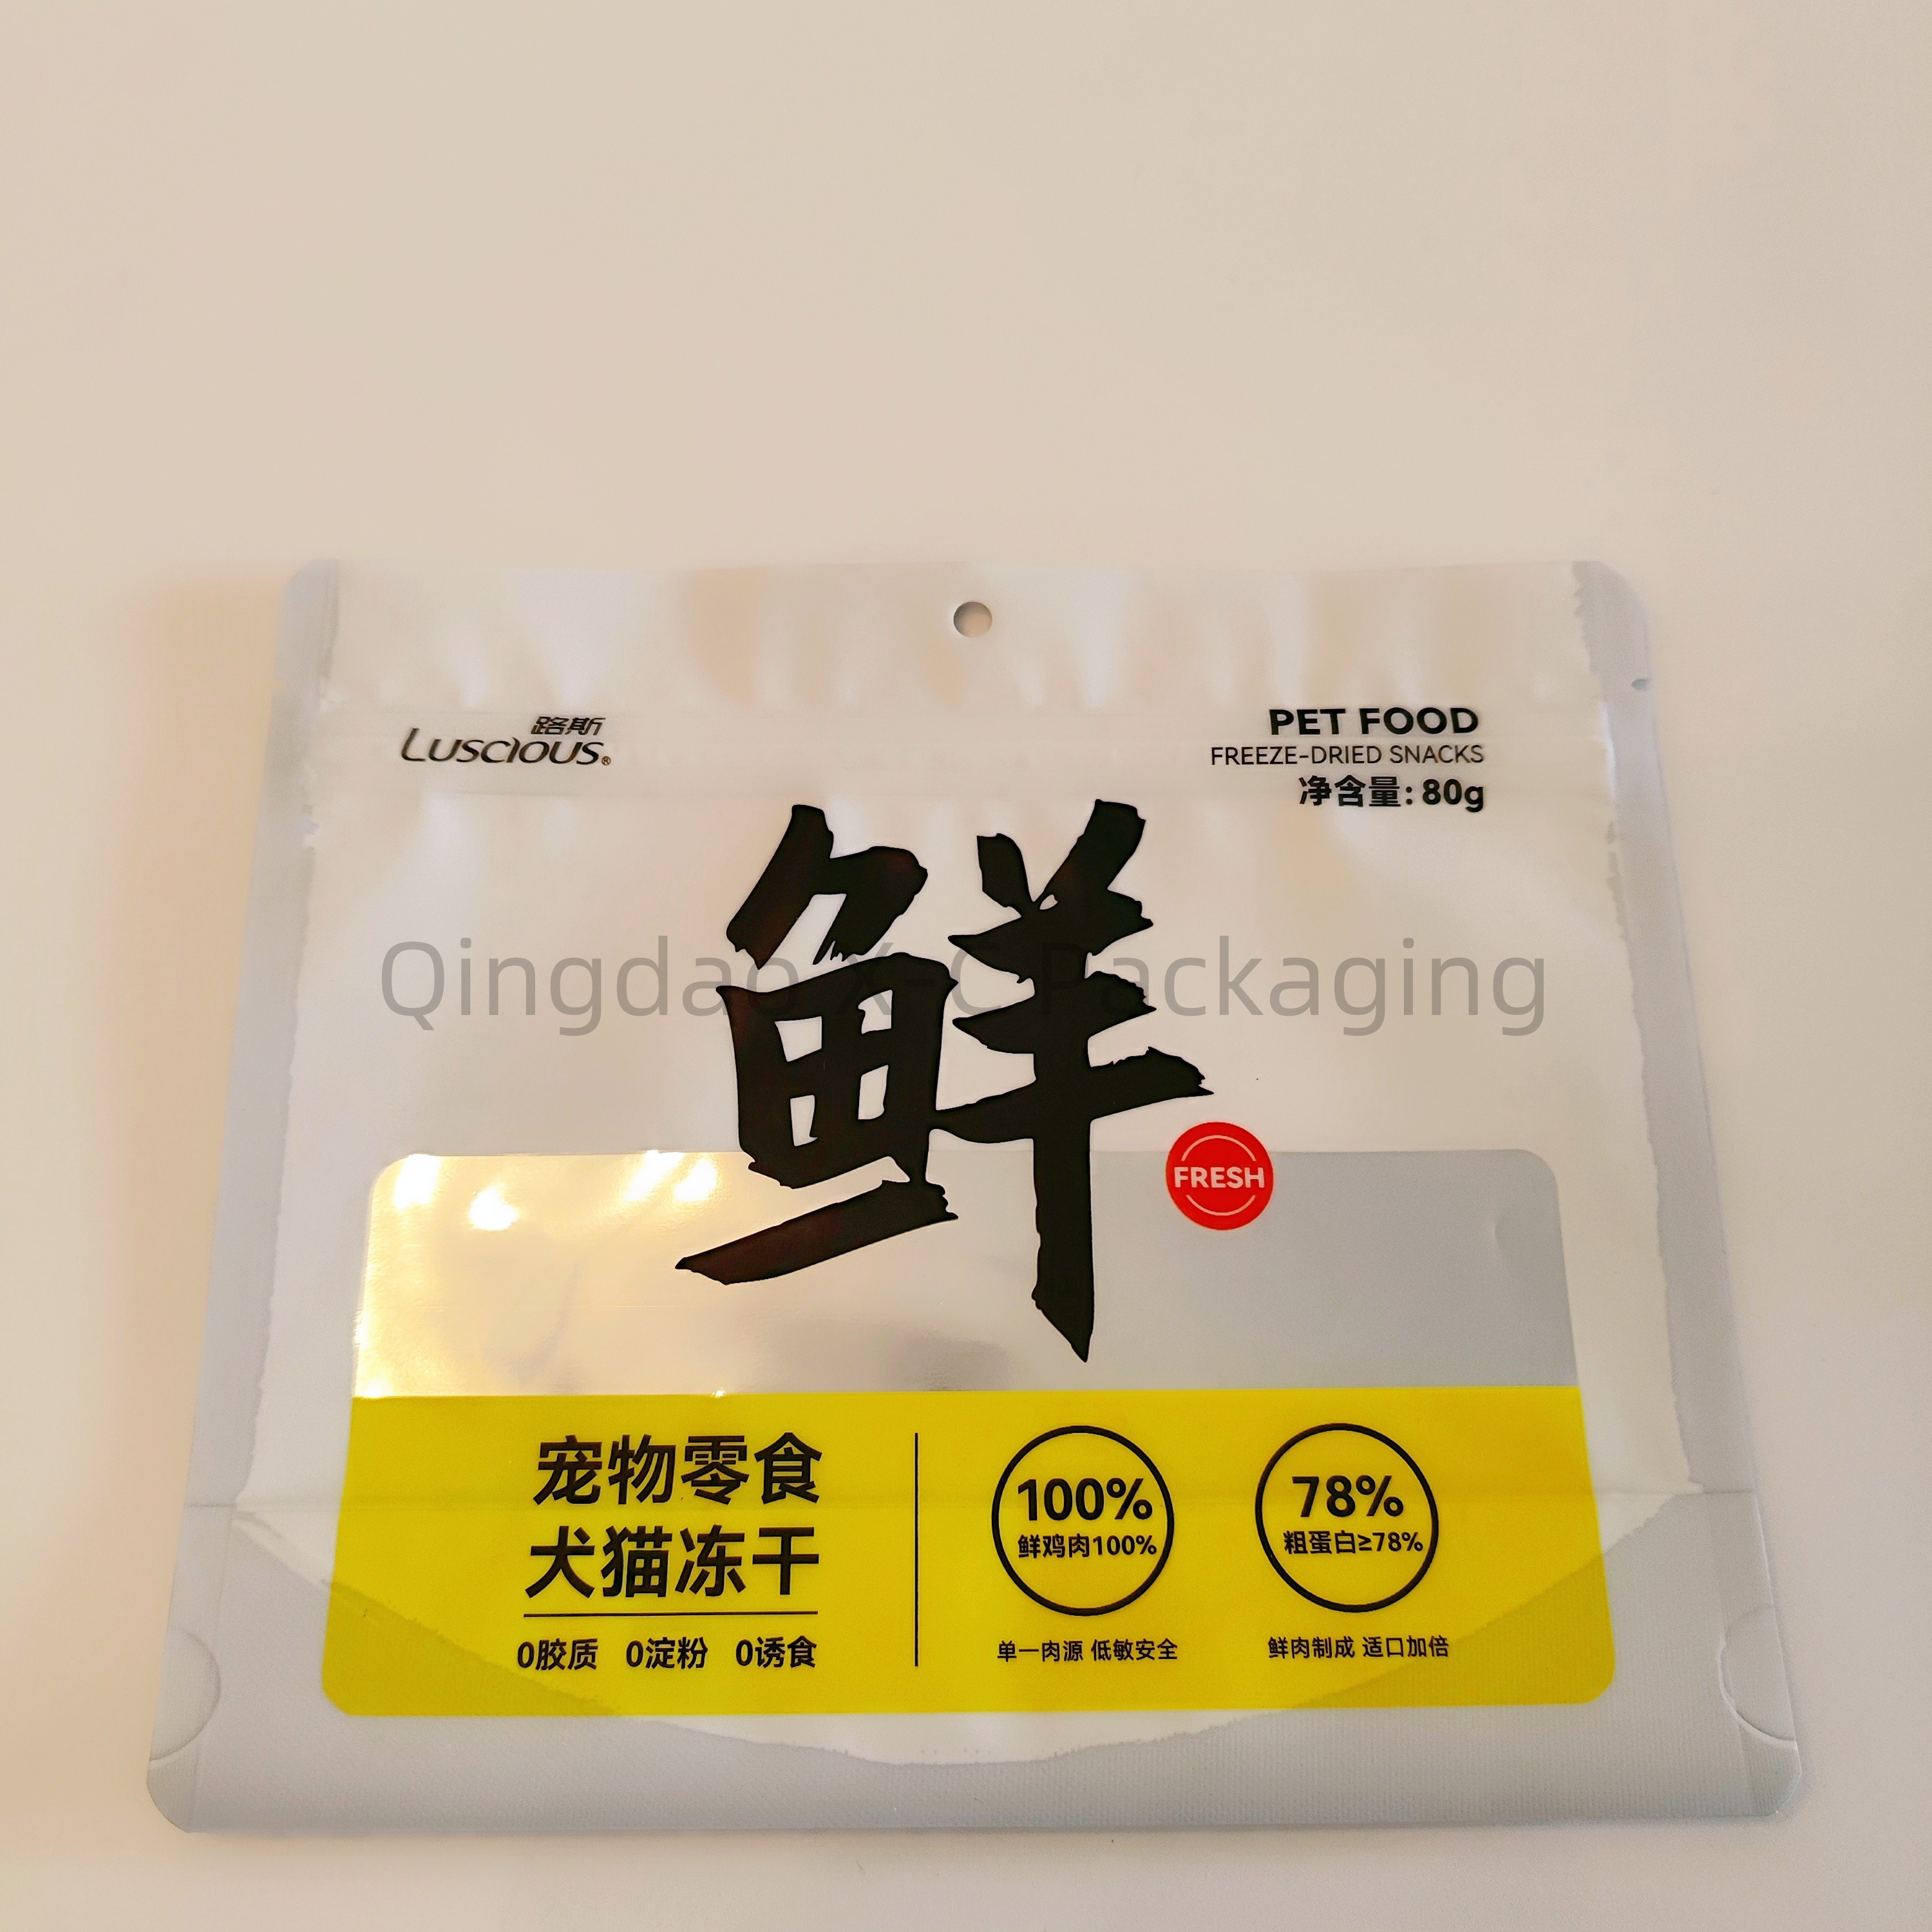 路斯
LUSCIOUS®
PET FOOD
FREEZE-DRIED SNACKS
净含量: 80g
鲜
Qingdao X-C Packaging
FRESH
宠物零食
犬猫冻干
0胶质 0淀粉 0诱食
100%
鲜鸡肉100%
单一肉源 低敏安全
78%
粗蛋白≥78%
鲜肉制成 适口加倍